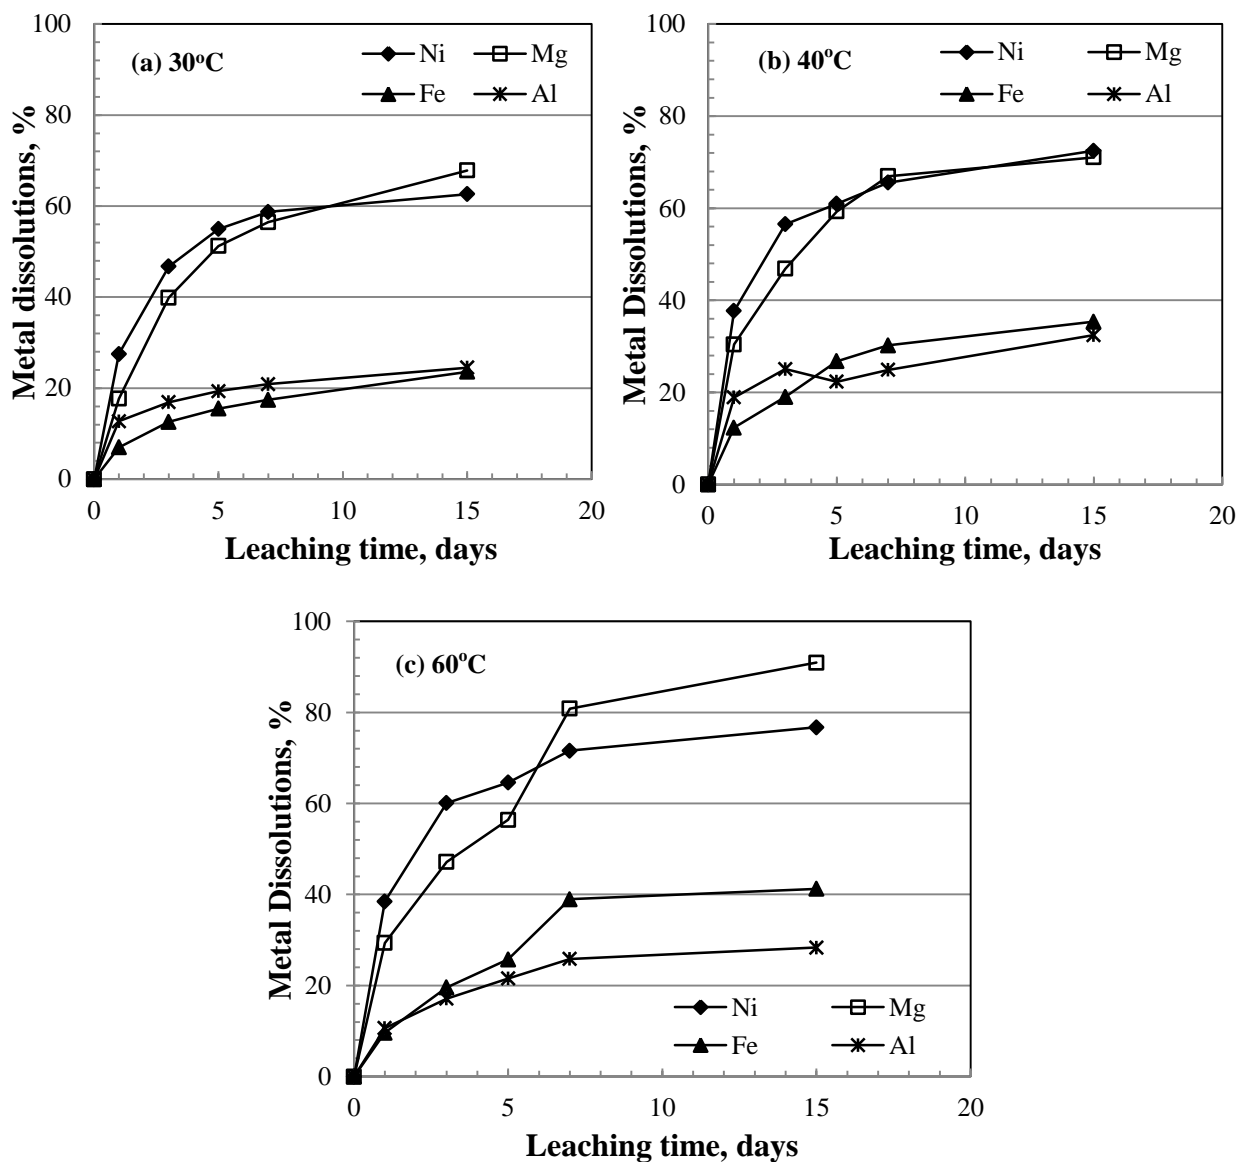 (a) 30°C
Ni
Mg
Fe
Al
Metal dissolutions, %
100
80
60
40
20
0
0 5 10 15 20
Leaching time, days
(b) 40°C
Ni
Mg
Fe
Al
Metal Dissolutions, %
100
80
60
40
20
0
0 5 10 15 20
Leaching time, days
(c) 60°C
Metal Dissolutions, %
100
80
60
40
20
0
Ni
Mg
Fe
Al
0 5 10 15 20
Leaching time, days